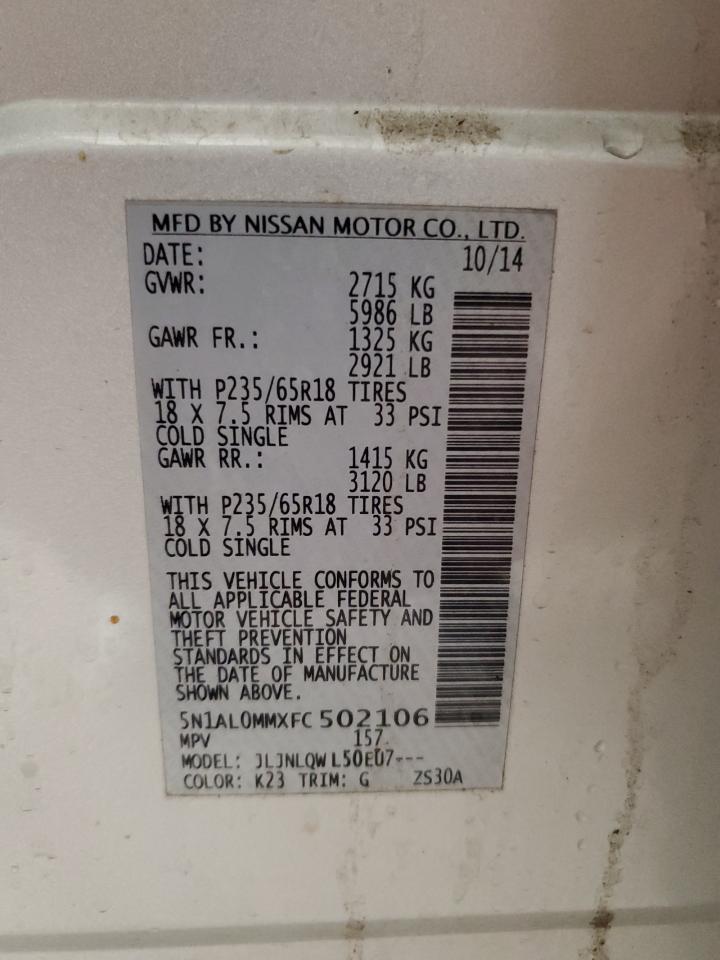 MFD BY NISSAN MOTOR CO., LTD.
DATE: 10/14
GVWR: 2715 KG
5986 LB
GAWR FR.: 1325 KG
2921 LB
WITH P235/65R18 TIRES
18 X 7.5 RIMS AT 33 PSI
COLD SINGLE
GAWR RR.: 1415 KG
3120 LB
WITH P235/65R18 TIRES
18 X 7.5 RIMS AT 33 PSI
COLD SINGLE
THIS VEHICLE CONFORMS TO
ALL APPLICABLE FEDERAL
MOTOR VEHICLE SAFETY AND
THEFT PREVENTION
STANDARDS IN EFFECT ON
THE DATE OF MANUFACTURE
SHOWN ABOVE.
5N1AL0MMXFC502106
MPV 157
MODEL: JLJNLQWL50E07---
COLOR: K23 TRIM: G ZS30A